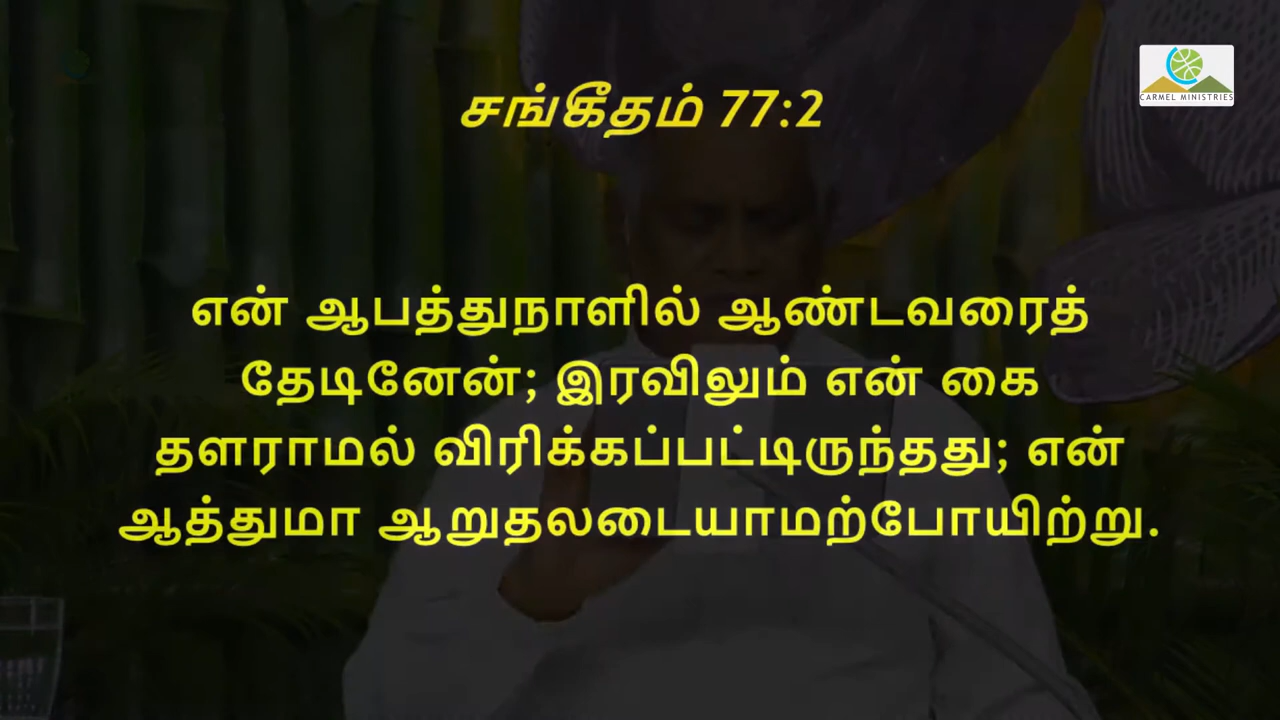 CARMEL MINISTRIES
சங்கீதம் 77:2
என் ஆபத்துநாளில் ஆண்டவரைத்
தேடினேன்; இரவிலும் என் கை
தளராமல் விரிக்கப்பட்டிருந்தது; என்
ஆத்துமா ஆறுதலடையாமற்போயிற்று.